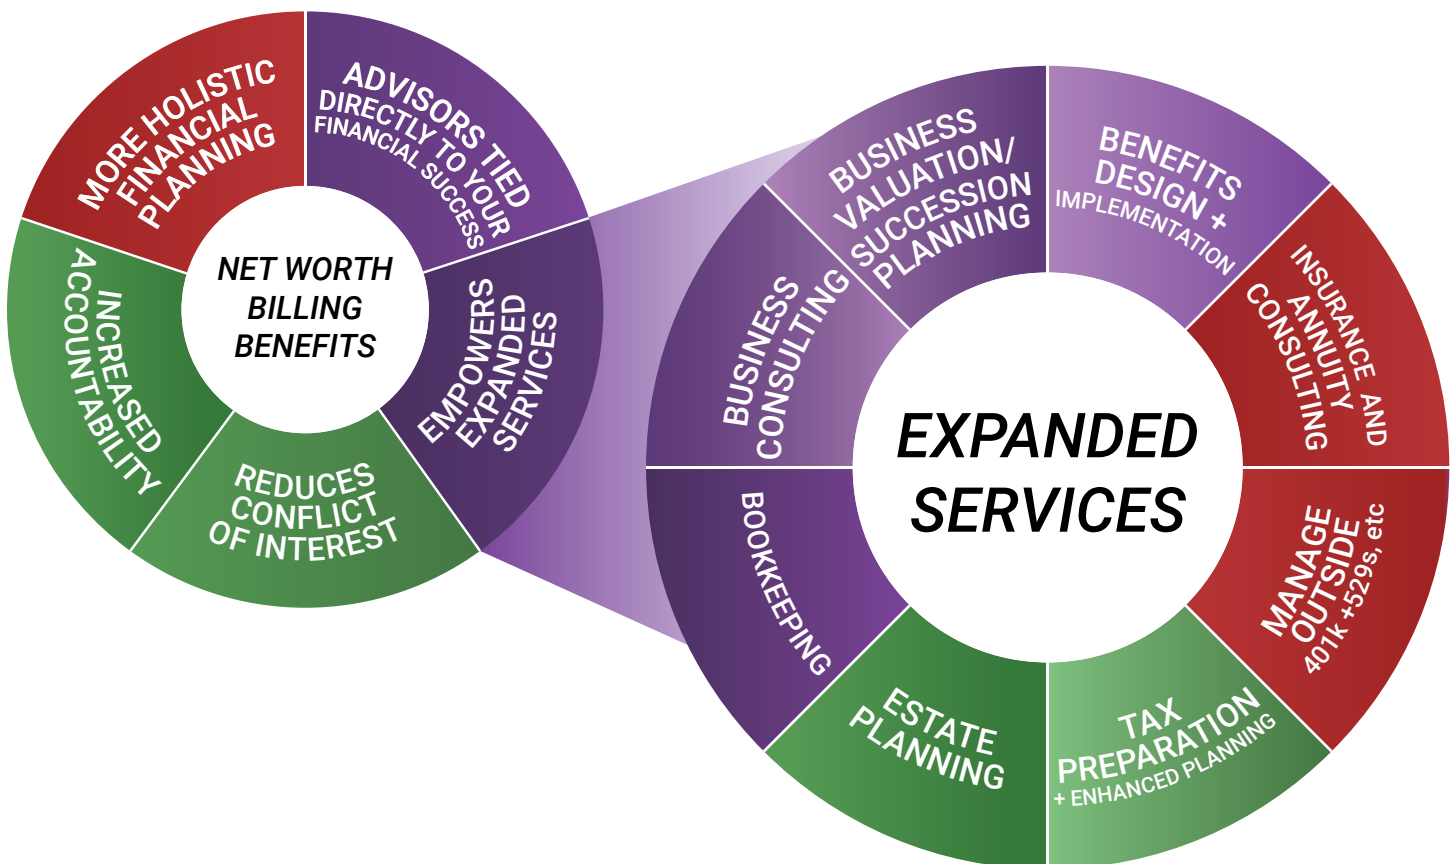 MORE HOLISTIC
FINANCIAL
PLANNING
ADVISORS TIED
DIRECTLY TO YOUR
FINANCIAL SUCCESS
EMPOWERS
EXPANDED
SERVICES
REDUCES
CONFLICT
OF INTEREST
INCREASED
ACCOUNTABILITY
NET WORTH
BILLING
BENEFITS
BUSINESS
VALUATION/
SUCCESSION
PLANNING
BENEFITS
DESIGN +
IMPLEMENTATION
INSURANCE AND
ANNUITY
CONSULTING
MANAGE
OUTSIDE
401k +529s, etc
TAX
PREPARATION
+ ENHANCED PLANNING
ESTATE
PLANNING
BOOKKEEPING
BUSINESS
CONSULTING
EXPANDED
SERVICES